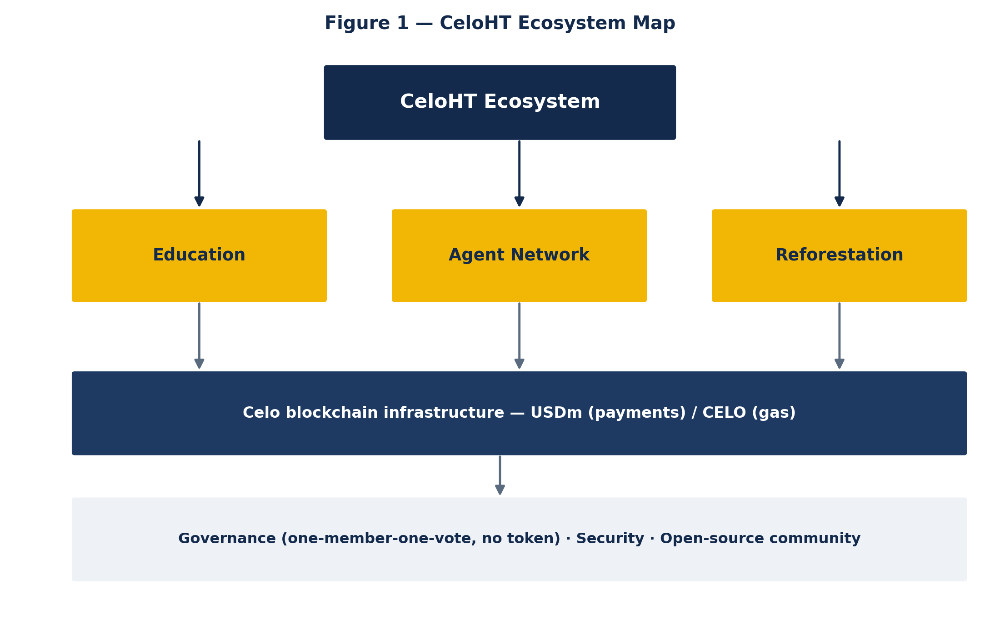 Figure 1 — CeloHT Ecosystem Map
CeloHT Ecosystem
Education
Agent Network
Reforestation
Celo blockchain infrastructure — USDm (payments) / CELO (gas)
Governance (one-member-one-vote, no token) · Security · Open-source community